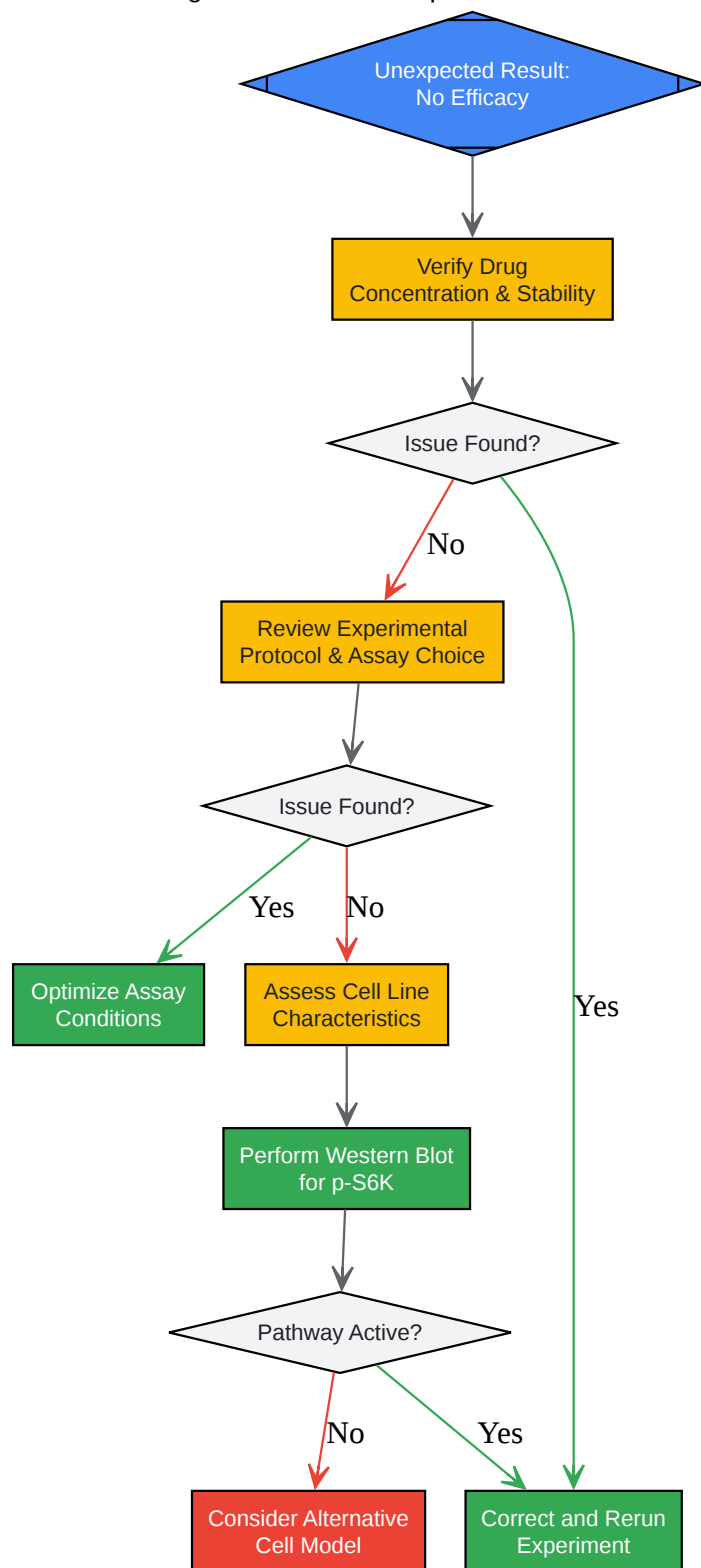 Unexpected Result:
No Efficacy
Verify Drug
Concentration & Stability
Issue Found?
No
Review Experimental
Protocol & Assay Choice
Issue Found?
Yes
No
Optimize Assay
Conditions
Assess Cell Line
Characteristics
Yes
Perform Western Blot
for p-S6K
Pathway Active?
No
Yes
Consider Alternative
Cell Model
Correct and Rerun
Experiment